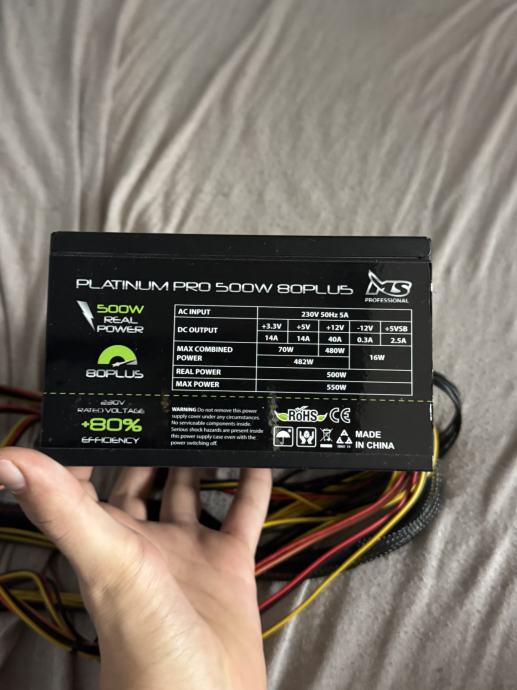 PLATINUM PRO 500W 80PLUS
MS
PROFESSIONAL
500W
REAL
POWER
80PLUS
230V
RATED VOLTAGE
+80%
EFFICIENCY
AC INPUT 230V 50Hz 5A
DC OUTPUT +3.3V +5V +12V -12V +5VSB
14A 14A 40A 0.3A 2.5A
MAX COMBINED POWER 70W 480W 16W
482W
REAL POWER 500W
MAX POWER 550W
WARNING Do not remove this power
supply cover under any circumstances.
No serviceable components inside.
Serious shock hazards are present inside
this power supply case even with the
power switching off.
RoHS CE
MADE
IN CHINA